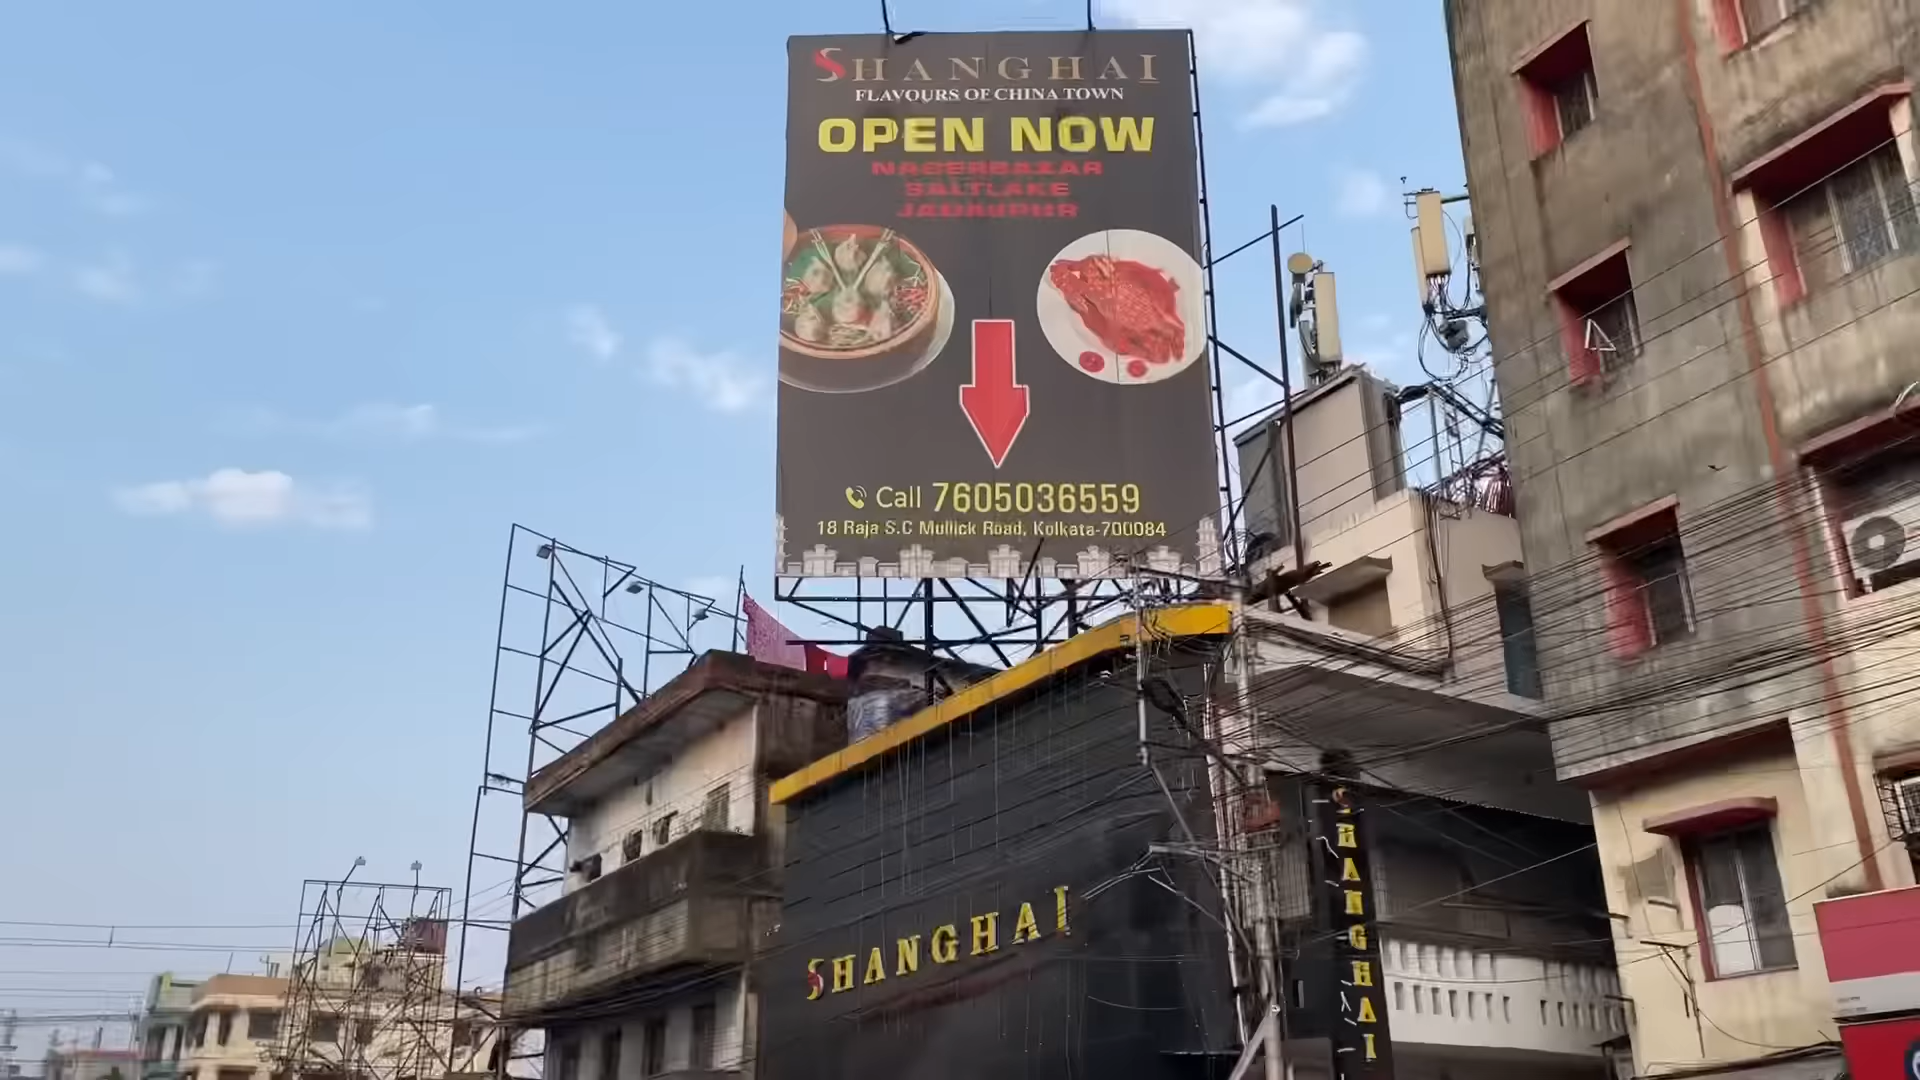 SHANGHAI
FLAVOURS OF CHINA TOWN
OPEN NOW
NAGERBAZAR
SALTLAKE
JADAVPUR
Call 7605036559
18 Raja S.C Mullick Road, Kolkata-700084
SHANGHAI
SHANGHAI